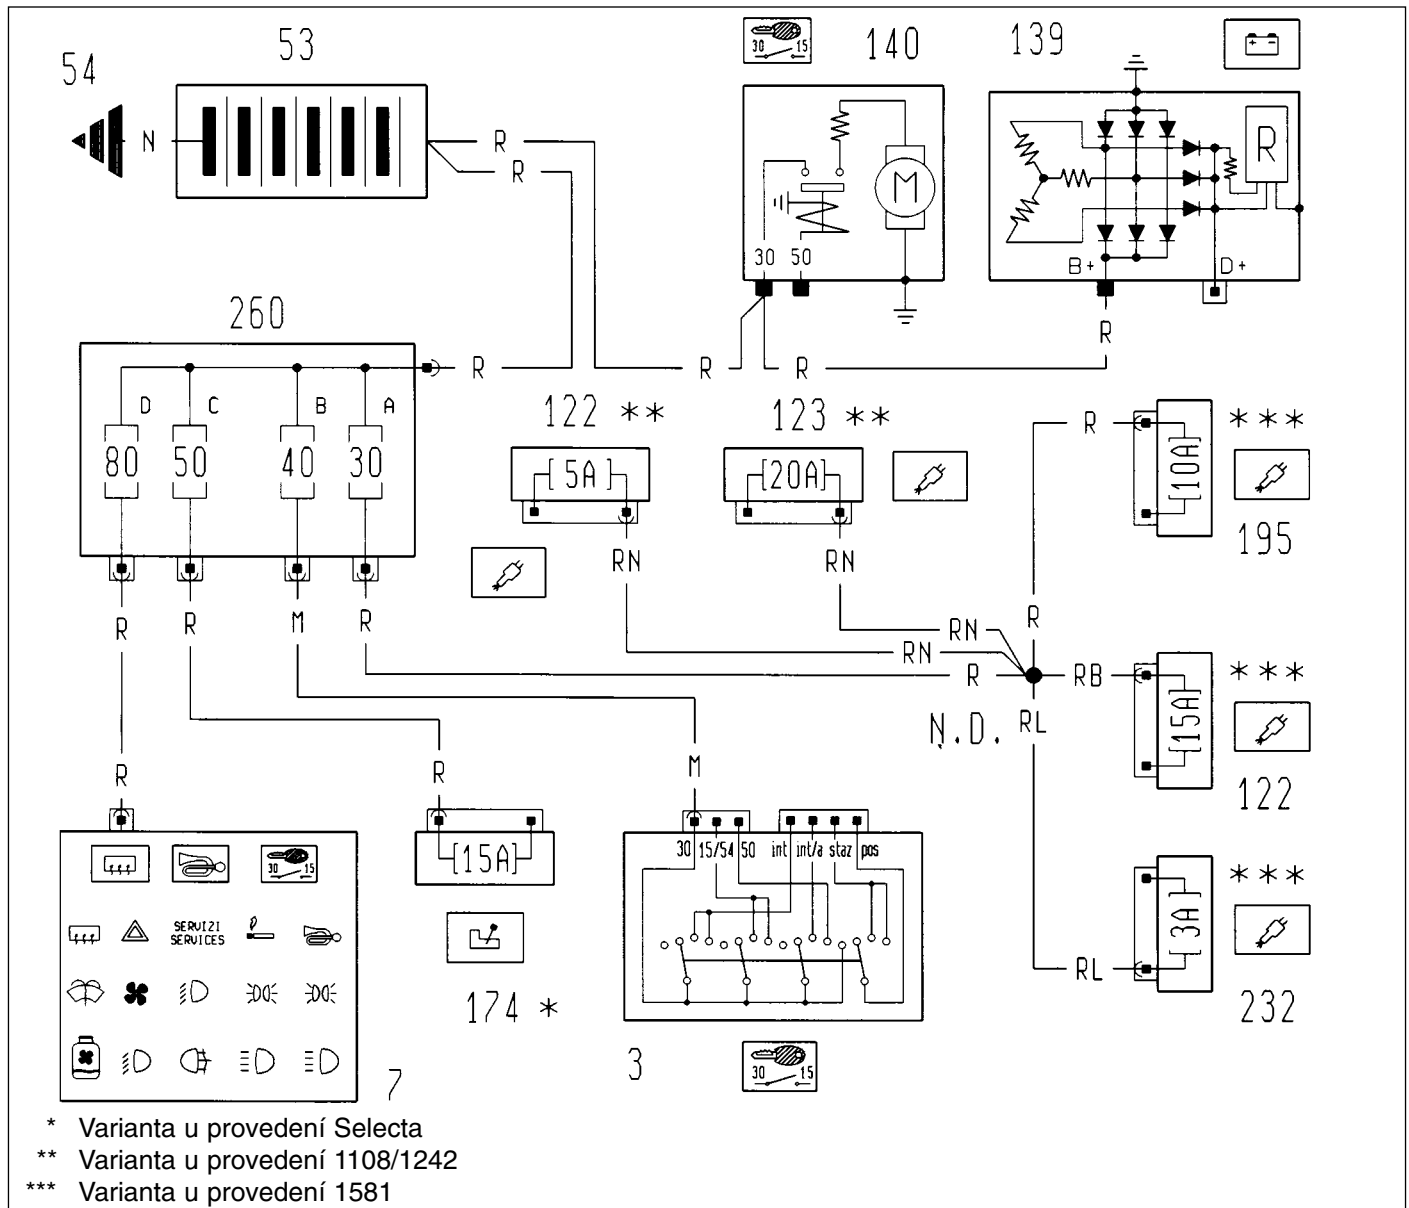 54
53
140
139
30 15
N
R
R
M
R
30 50
B+
D+
R
260
R
R
R
122 **
123 **
D
C
B
A
80
50
40
30
[5A]
[20A]
R
[10A]
***
195
RN
RN
R
R
M
R
RN
RN
R
R
RB
[15A]
***
122
N.D.
RL
R
R
M
[15A]
174 *
30 15/54 50 int int/a staz pos
3
30 15
RL
[3A]
***
232
30 15
SERVIZI
SERVICES
7
* Varianta u provedení Selecta
** Varianta u provedení 1108/1242
*** Varianta u provedení 1581